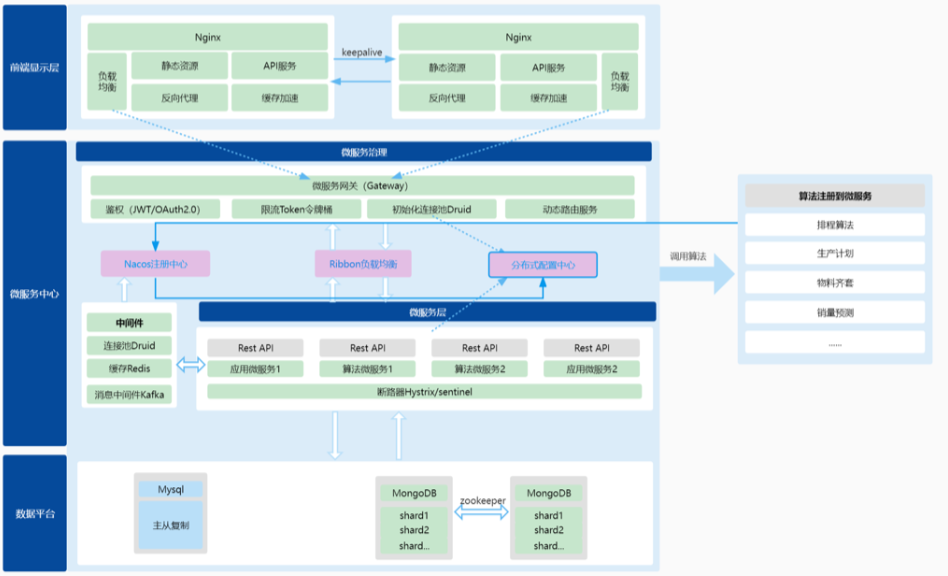 前端显示层
Nginx
负载均衡
静态资源
API服务
反向代理
缓存加速
keepalive
Nginx
静态资源
API服务
反向代理
缓存加速
负载均衡
微服务中心
微服务治理
微服务网关（Gateway）
鉴权（JWT/OAuth2.0）
限流Token令牌桶
初始化连接池Druid
动态路由服务
Nacos注册中心
Ribbon负载均衡
分布式配置中心
调用算法
算法注册到微服务
排程算法
生产计划
物料齐套
销量预测
......
中间件
连接池Druid
缓存Redis
消息中间件Kafka
微服务层
Rest API
Rest API
Rest API
Rest API
应用微服务1
算法微服务1
算法微服务2
应用微服务2
断路器Hystrix/sentinel
数据平台
Mysql
主从复制
MongoDB
shard1
shard2
shard...
zookeeper
MongoDB
shard1
shard2
shard...